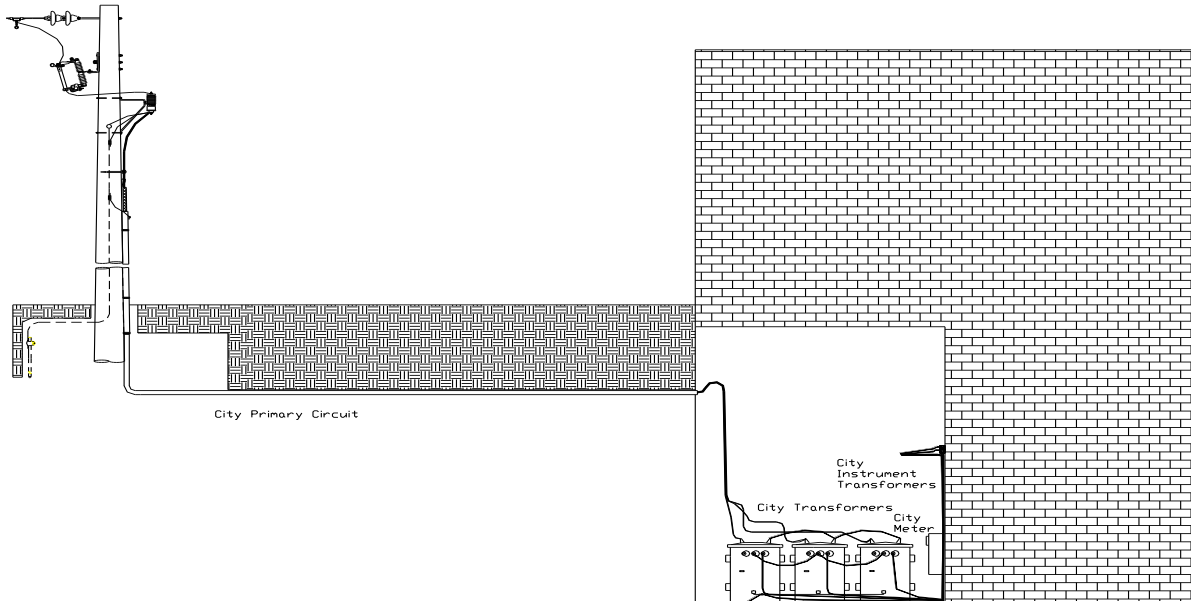 City Primary Circuit
City
Instrument
Transformers
City Transformers
City
Meter